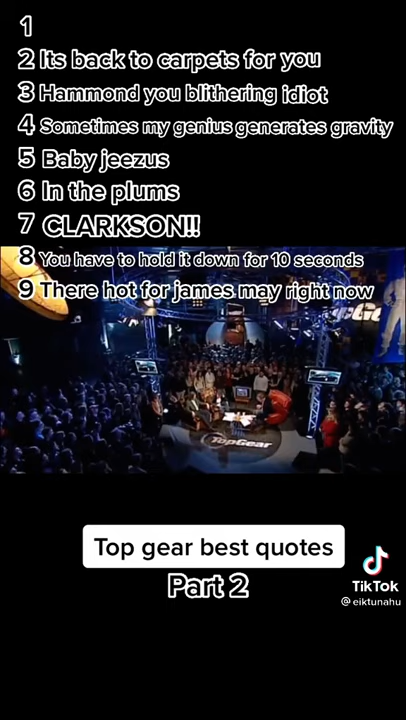 1
2 Its back to carpets for you
3 Hammond you blithering idiot
4 Sometimes my genius generates gravity
5 Baby jeezus
6 In the plums
7 CLARKSON!!
8 You have to hold it down for 10 seconds
9 There hot for james may right now
TopGear
Top gear best quotes
Part 2
TikTok
@eiktunahu